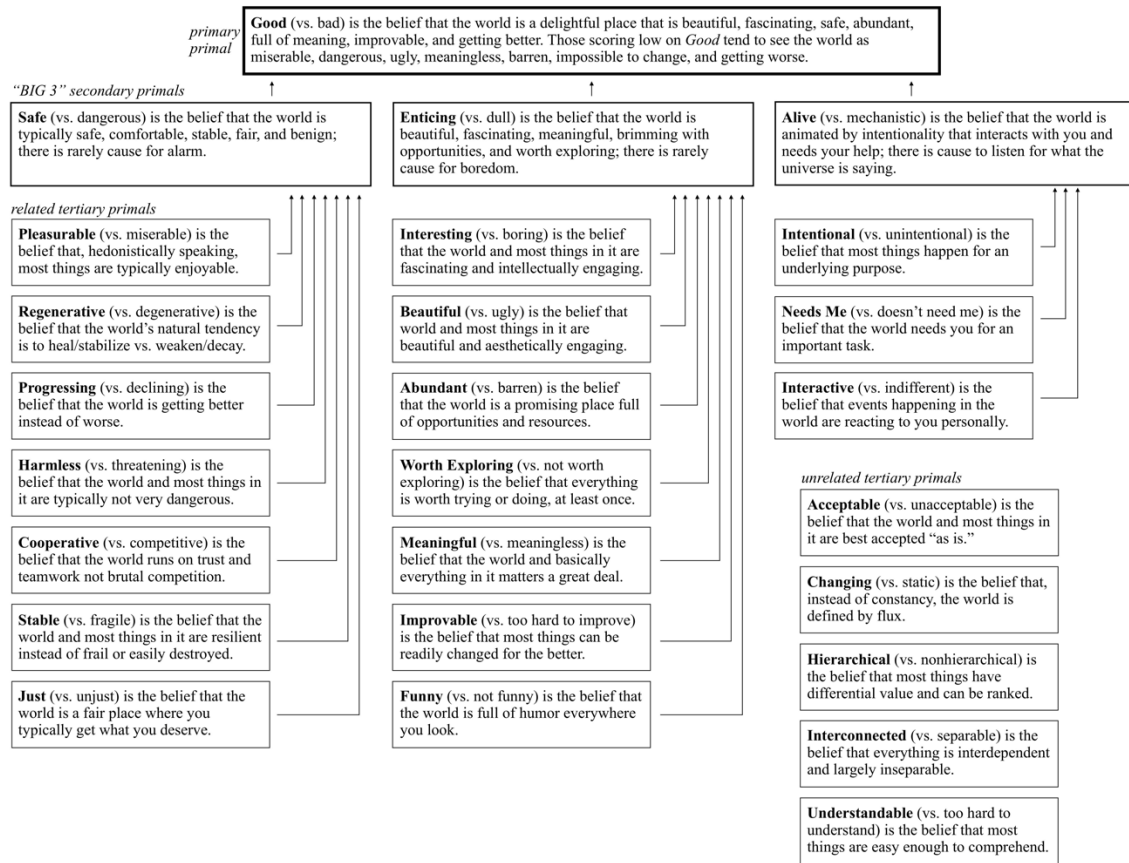 primary
primal
Good (vs. bad) is the belief that the world is a delightful place that is beautiful, fascinating, safe, abundant,
full of meaning, improvable, and getting better. Those scoring low on Good tend to see the world as
miserable, dangerous, ugly, meaningless, barren, impossible to change, and getting worse.
“BIG 3” secondary primals
Safe (vs. dangerous) is the belief that the world is
typically safe, comfortable, stable, fair, and benign;
there is rarely cause for alarm.
Enticing (vs. dull) is the belief that the world is
beautiful, fascinating, meaningful, brimming with
opportunities, and worth exploring; there is rarely
cause for boredom.
Alive (vs. mechanistic) is the belief that the world is
animated by intentionality that interacts with you and
needs your help; there is cause to listen for what the
universe is saying.
related tertiary primals
Pleasurable (vs. miserable) is the
belief that, hedonistically speaking,
most things are typically enjoyable.
Regenerative (vs. degenerative) is the
belief that the world’s natural tendency
is to heal/stabilize vs. weaken/decay.
Progressing (vs. declining) is the
belief that the world is getting better
instead of worse.
Harmless (vs. threatening) is the
belief that the world and most things in
it are typically not very dangerous.
Cooperative (vs. competitive) is the
belief that the world runs on trust and
teamwork not brutal competition.
Stable (vs. fragile) is the belief that the
world and most things in it are resilient
instead of frail or easily destroyed.
Just (vs. unjust) is the belief that the
world is a fair place where you
typically get what you deserve.
Interesting (vs. boring) is the belief
that the world and most things in it are
fascinating and intellectually engaging.
Beautiful (vs. ugly) is the belief that
world and most things in it are
beautiful and aesthetically engaging.
Abundant (vs. barren) is the belief
that the world is a promising place full
of opportunities and resources.
Worth Exploring (vs. not worth
exploring) is the belief that everything
is worth trying or doing, at least once.
Meaningful (vs. meaningless) is the
belief that the world and basically
everything in it matters a great deal.
Improvable (vs. too hard to improve)
is the belief that most things can be
readily changed for the better.
Funny (vs. not funny) is the belief that
the world is full of humor everywhere
you look.
Intentional (vs. unintentional) is the
belief that most things happen for an
underlying purpose.
Needs Me (vs. doesn’t need me) is the
belief that the world needs you for an
important task.
Interactive (vs. indifferent) is the
belief that events happening in the
world are reacting to you personally.
unrelated tertiary primals
Acceptable (vs. unacceptable) is the
belief that the world and most things in
it are best accepted “as is.”
Changing (vs. static) is the belief that,
instead of constancy, the world is
defined by flux.
Hierarchical (vs. nonhierarchical) is
the belief that most things have
differential value and can be ranked.
Interconnected (vs. separable) is the
belief that everything is interdependent
and largely inseparable.
Understandable (vs. too hard to
understand) is the belief that most
things are easy enough to comprehend.